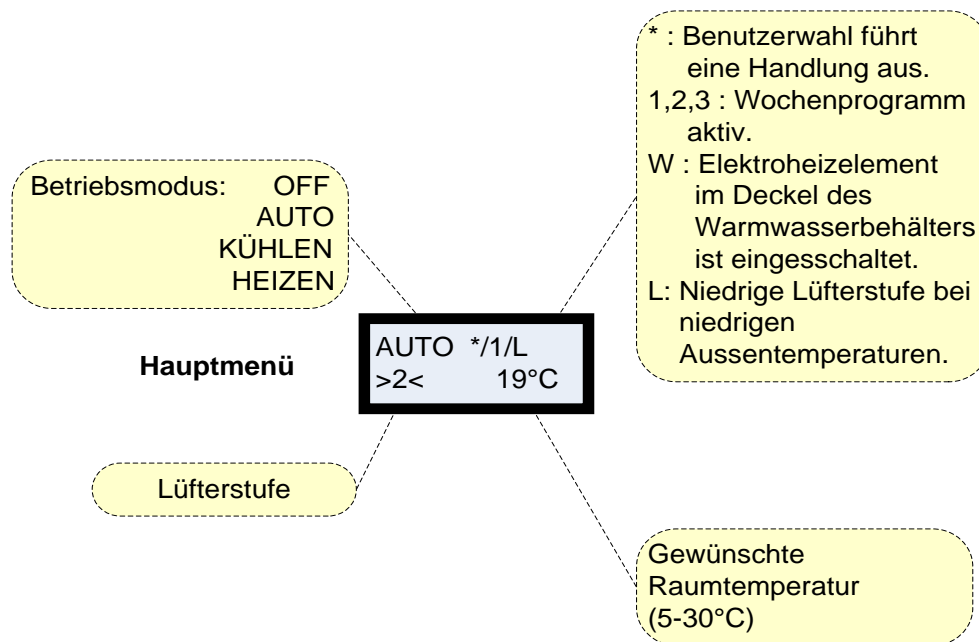 * : Benutzerwahl führt
eine Handlung aus.
1,2,3 : Wochenprogramm
aktiv.
W : Elektroheizelement
im Deckel des
Warmwasserbehälters
ist eingesschaltet.
L: Niedrige Lüfterstufe bei
niedrigen
Aussentemperaturen.
Betriebsmodus: OFF
AUTO
KÜHLEN
HEIZEN
Hauptmenü
AUTO */1/L
>2< 19°C
Lüfterstufe
Gewünschte
Raumtemperatur
(5-30°C)